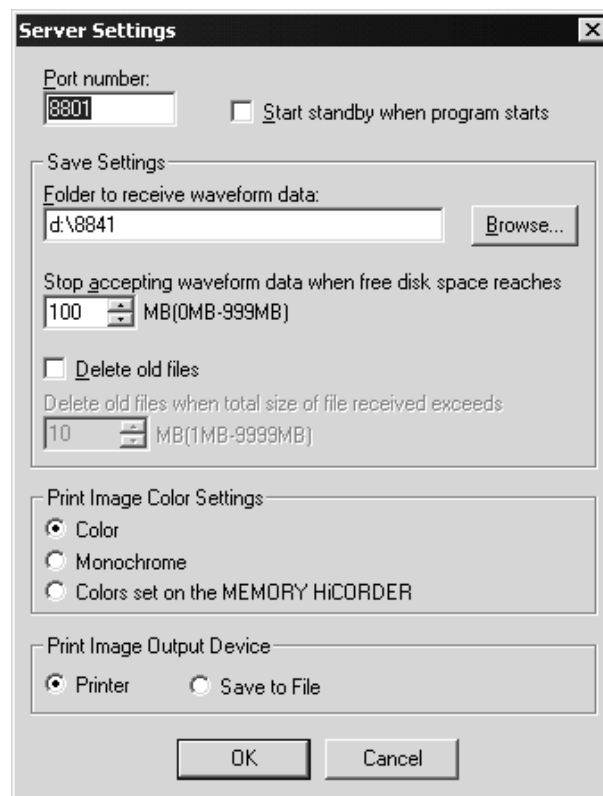 Server Settings
Port number:
8801
Start standby when program starts
Save Settings
Folder to receive waveform data:
d:\8841
Browse...
Stop accepting waveform data when free disk space reaches
100 MB(0MB-999MB)
Delete old files
Delete old files when total size of file received exceeds
10 MB(1MB-9999MB)
Print Image Color Settings
Color
Monochrome
Colors set on the MEMORY HiCORDER
Print Image Output Device
Printer Save to File
OK Cancel